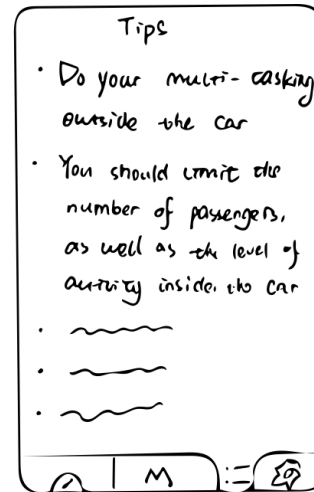 Tips
· Do your multi-tasking
outside the car
· You should limit the
number of passengers,
as well as the level of
activity inside the car
M